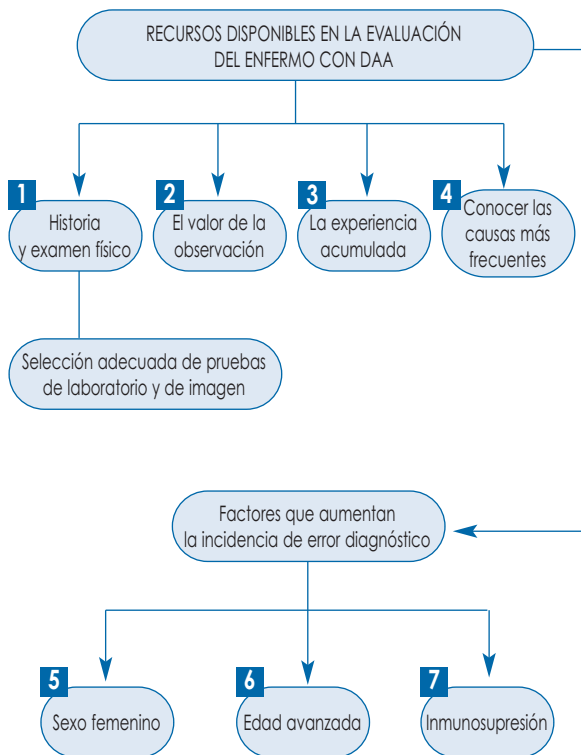 RECURSOS DISPONIBLES EN LA EVALUACIÓN
DEL ENFERMO CON DAA
1
Historia
y examen físico
2
El valor de la
observación
3
La experiencia
acumulada
4
Conocer las
causas más
frecuentes
Selección adecuada de pruebas
de laboratorio y de imagen
Factores que aumentan
la incidencia de error diagnóstico
5
Sexo femenino
6
Edad avanzada
7
Inmunosupresión